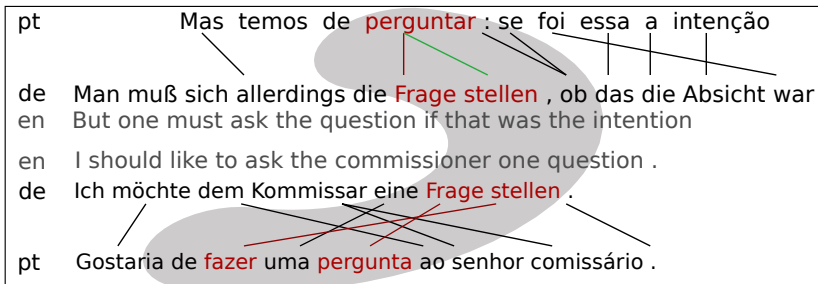 pt Mas temos de perguntar : se foi essa a intenção
de Man muß sich allerdings die Frage stellen , ob das die Absicht war
en But one must ask the question if that was the intention
en I should like to ask the commissioner one question .
de Ich möchte dem Kommissar eine Frage stellen .
pt Gostaria de fazer uma pergunta ao senhor comissário .